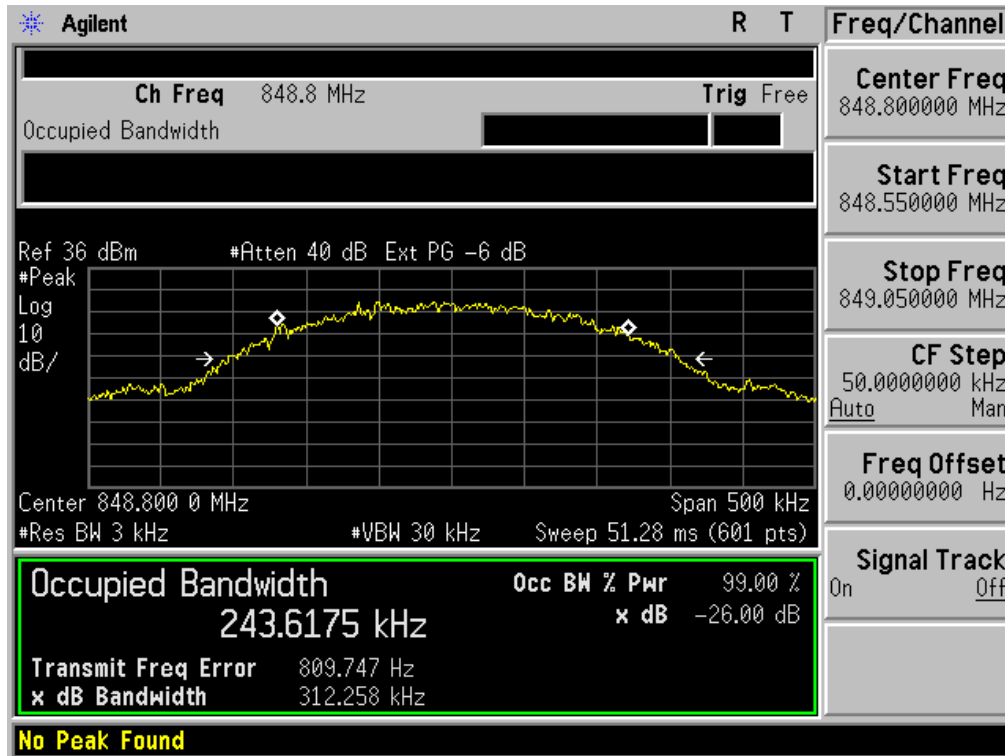 Agilent R T
Freq/Channel
Ch Freq 848.8 MHz Trig Free
Occupied Bandwidth
Center Freq
848.800000 MHz
Start Freq
848.550000 MHz
Stop Freq
849.050000 MHz
CF Step
50.0000000 kHz
Auto Man
Freq Offset
0.00000000 Hz
Signal Track
On Off
Ref 36 dBm #Atten 40 dB Ext PG -6 dB
#Peak
Log
10
dB/
Center 848.800 0 MHz Span 500 kHz
#Res BW 3 kHz #VBW 30 kHz Sweep 51.28 ms (601 pts)
Occupied Bandwidth
243.6175 kHz
Occ BW % Pwr 99.00 %
x dB -26.00 dB
Transmit Freq Error 809.747 Hz
x dB Bandwidth 312.258 kHz
No Peak Found